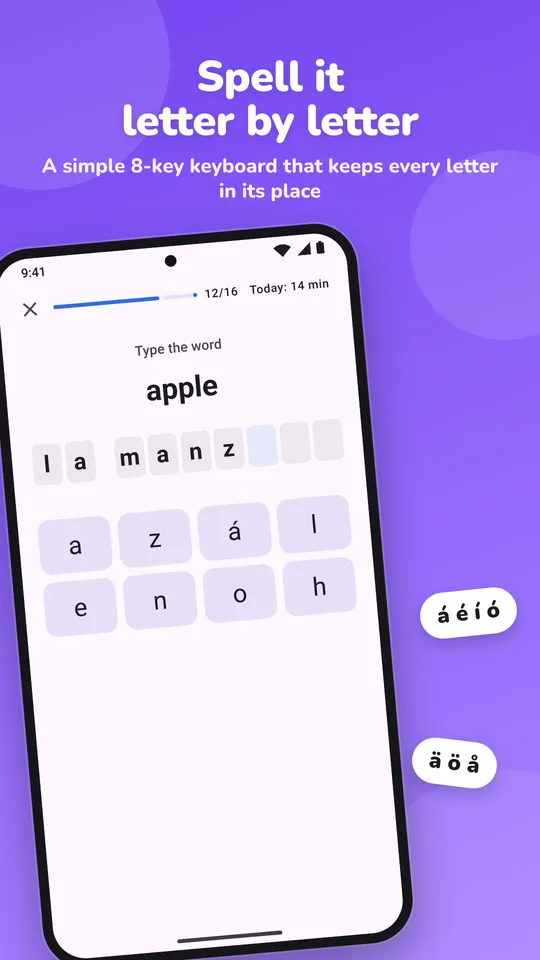 Spell it
letter by letter
A simple 8-key keyboard that keeps every letter
in its place
9:41
12/16 Today: 14 min
Type the word
apple
l a m a n z
a z á l
e n o h
á é í ó
ä ö å